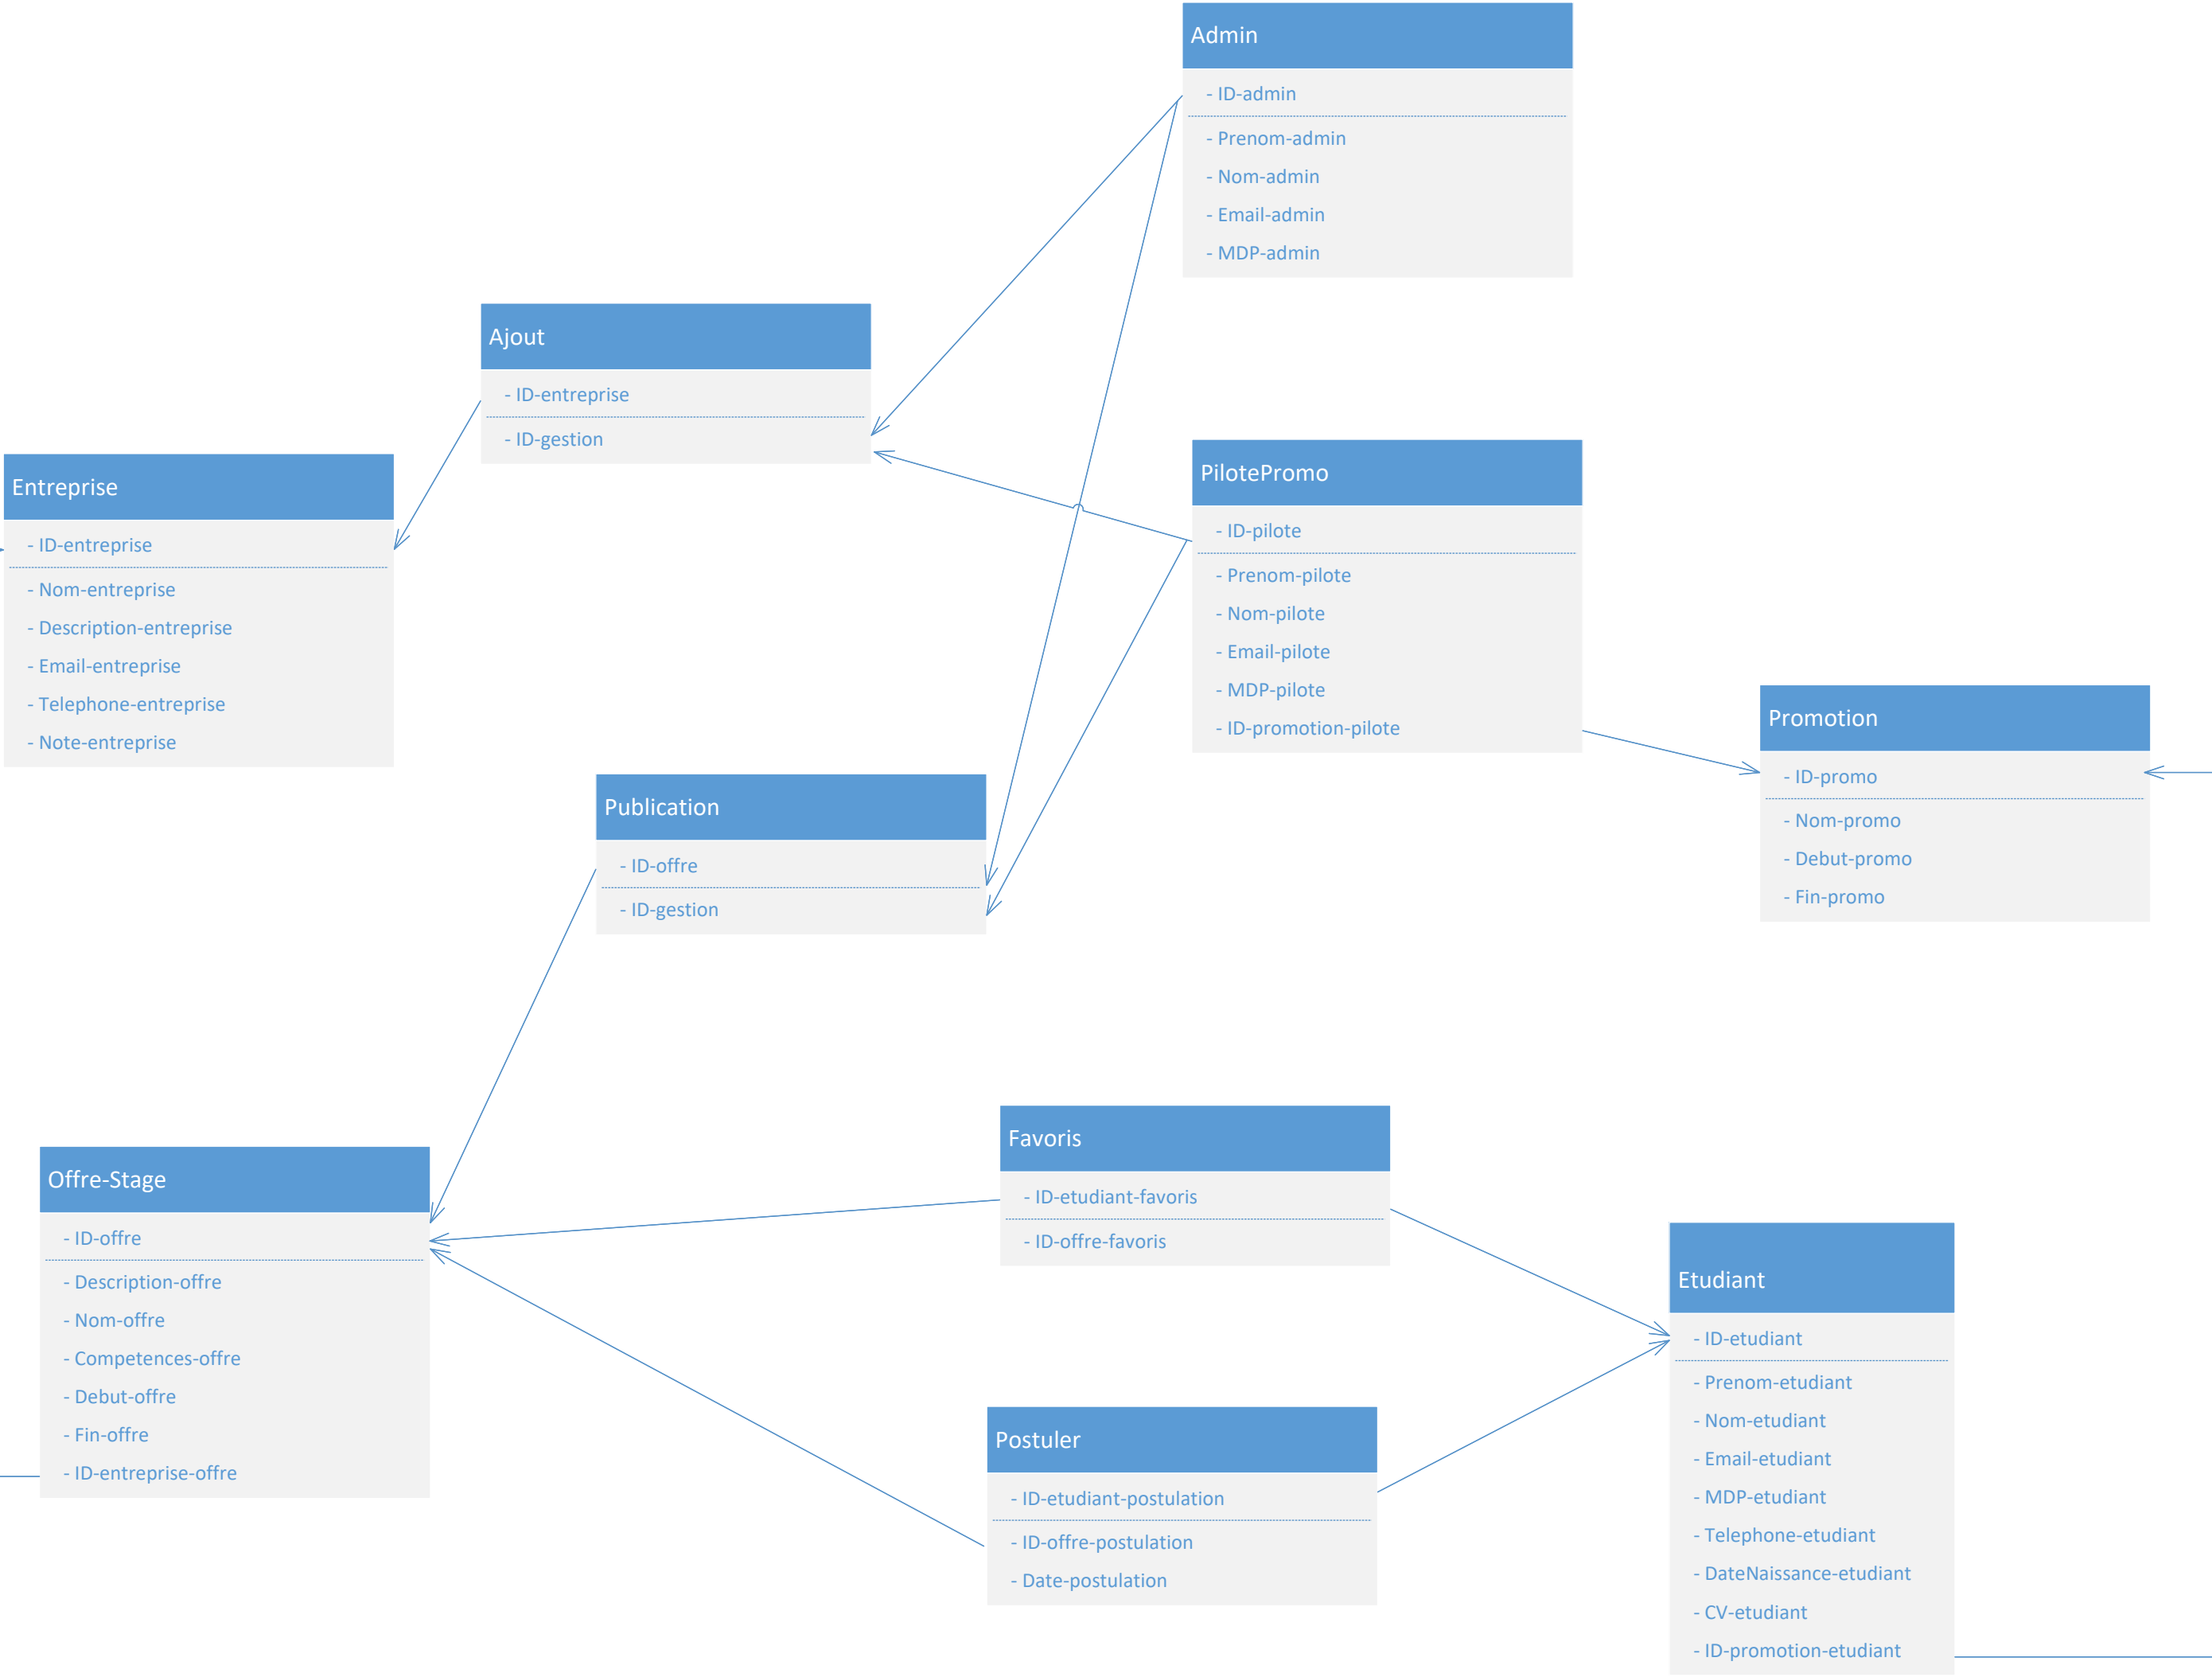 Admin
- ID-admin
- Prenom-admin
- Nom-admin
- Email-admin
- MDP-admin
Ajout
- ID-entreprise
- ID-gestion
Entreprise
- ID-entreprise
- Nom-entreprise
- Description-entreprise
- Email-entreprise
- Telephone-entreprise
- Note-entreprise
PilotePromo
- ID-pilote
- Prenom-pilote
- Nom-pilote
- Email-pilote
- MDP-pilote
- ID-promotion-pilote
Promotion
- ID-promo
- Nom-promo
- Debut-promo
- Fin-promo
Publication
- ID-offre
- ID-gestion
Favoris
- ID-etudiant-favoris
- ID-offre-favoris
Offre-Stage
- ID-offre
- Description-offre
- Nom-offre
- Competences-offre
- Debut-offre
- Fin-offre
- ID-entreprise-offre
Etudiant
- ID-etudiant
- Prenom-etudiant
- Nom-etudiant
- Email-etudiant
- MDP-etudiant
- Telephone-etudiant
- DateNaissance-etudiant
- CV-etudiant
- ID-promotion-etudiant
Postuler
- ID-etudiant-postulation
- ID-offre-postulation
- Date-postulation